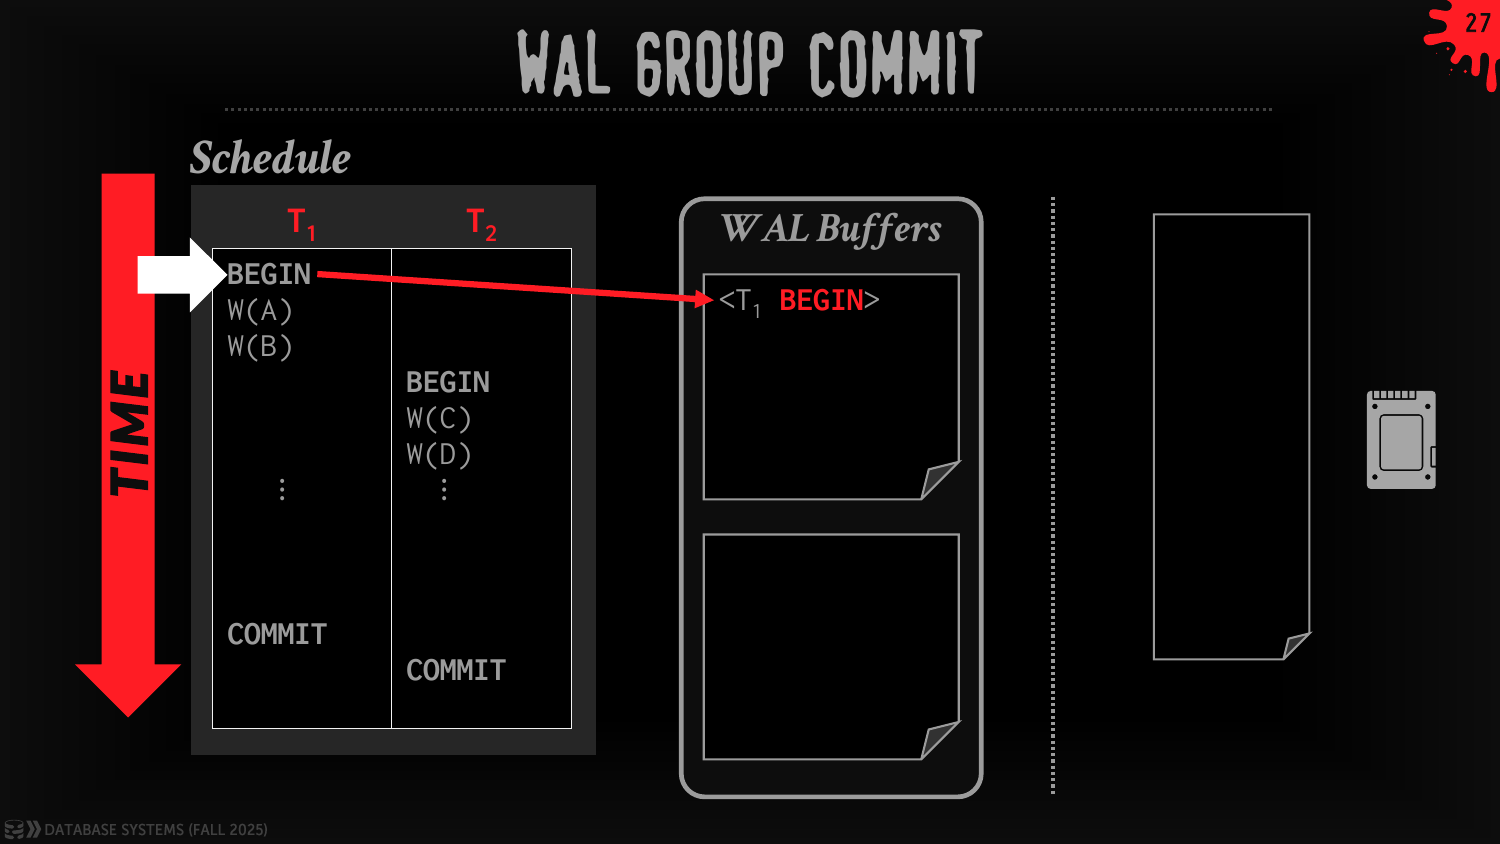 WAL GROUP COMMIT
27
Schedule
T1 T2
BEGIN
W(A)
W(B)
BEGIN
W(C)
W(D)
⋮ ⋮
COMMIT
COMMIT
TIME
WAL Buffers
<T1 BEGIN>
DATABASE SYSTEMS (FALL 2025)